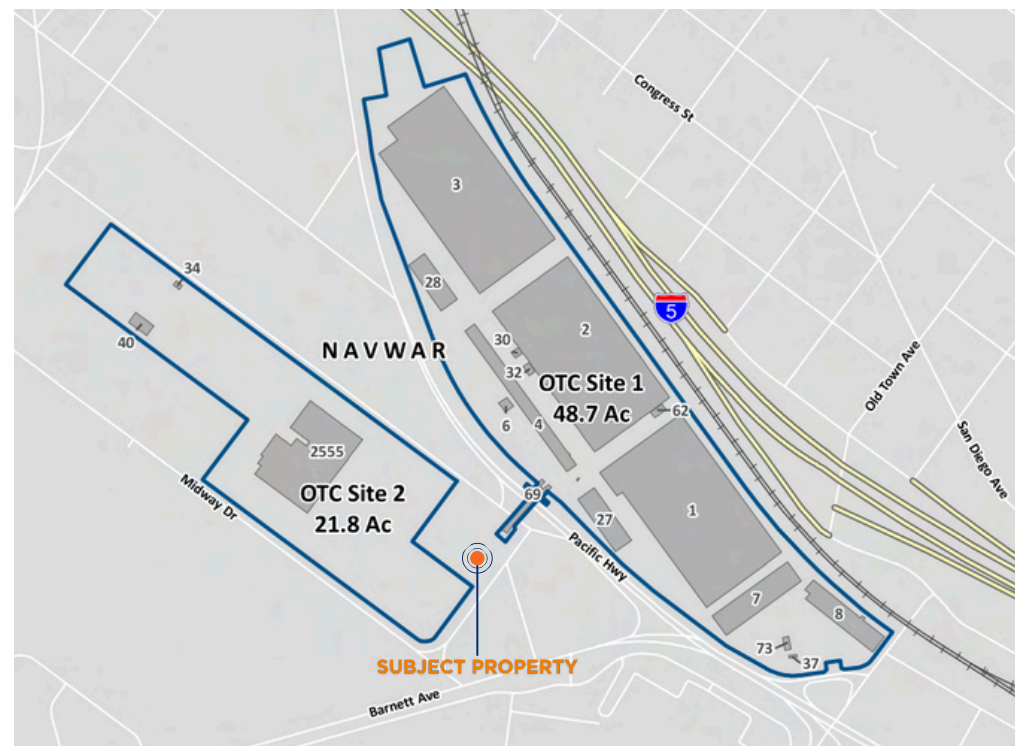 Congress St
3
34
28
5
2
30
40
NAVWAR
32
OTC Site 1
48.7 Ac
62
Old Town Ave
6
4
San Diego Ave
2555
Midway Dr
OTC Site 2
21.8 Ac
69
27
1
Pacific Hwy
7
8
73
37
SUBJECT PROPERTY
Barnett Ave